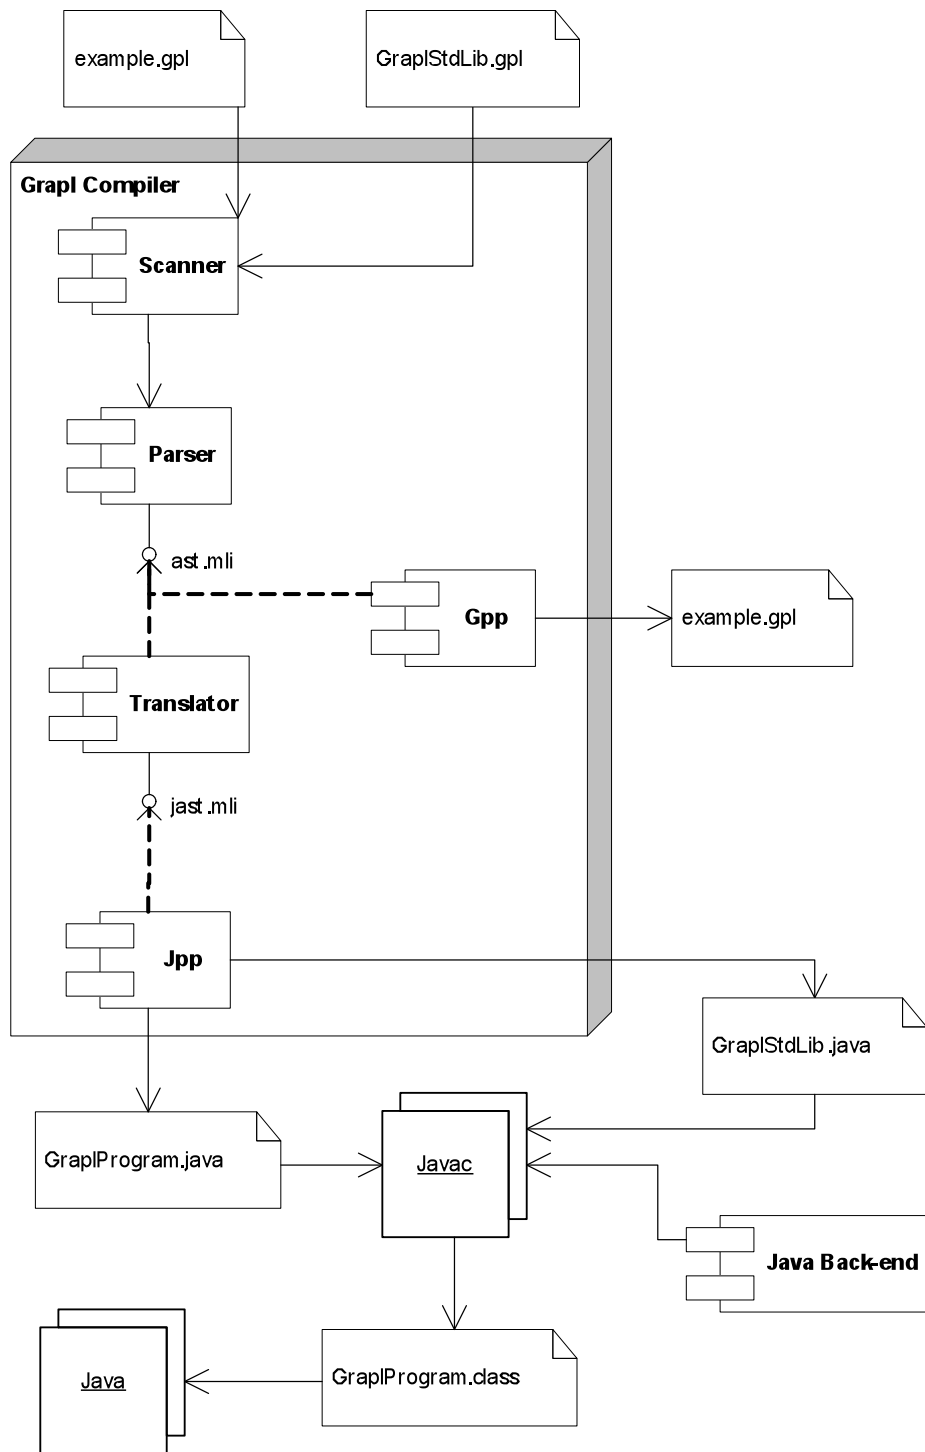 example.gpl
GraplStdLib.gpl
Grapl Compiler
Scanner
Parser
ast.mli
Gpp
example.gpl
Translator
jast.mli
Jpp
GraplStdLib.java
GraplProgram.java
Javac
Java Back-end
GraplProgram.class
Java